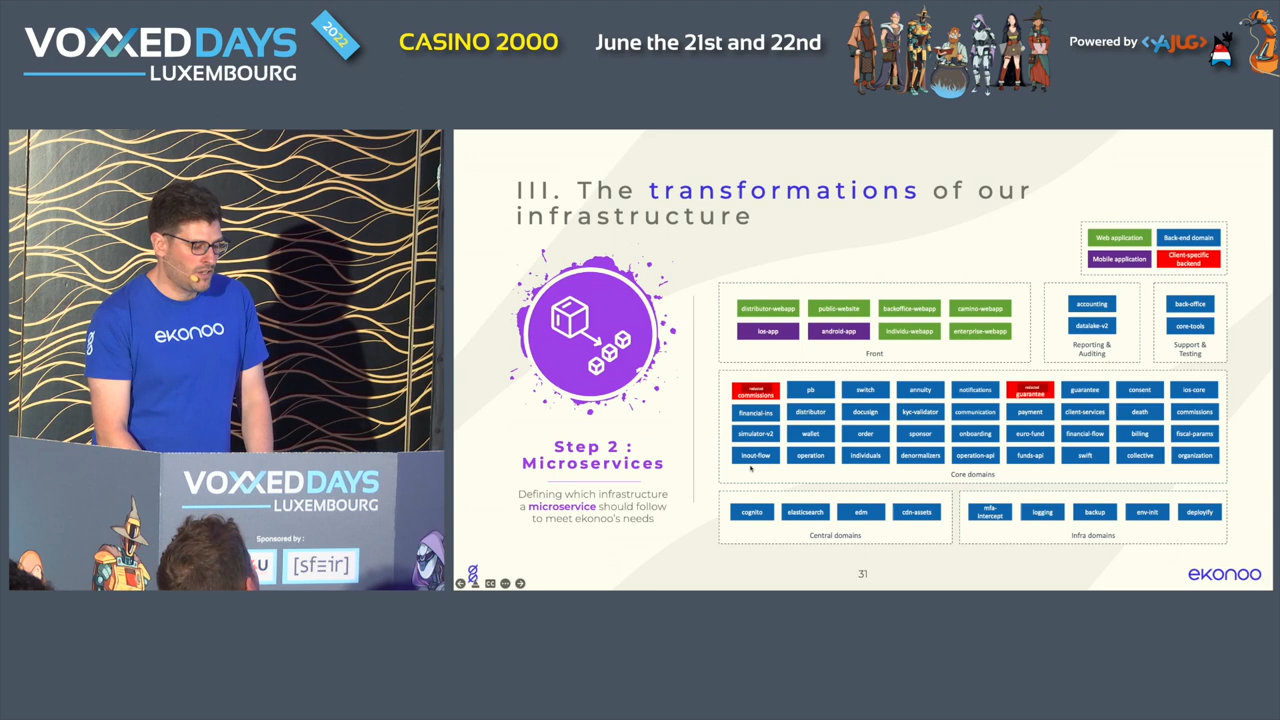 VOXXEDDAYS
LUXEMBOURG
2022
CASINO 2000
June the 21st and 22nd
Powered by <YAJUG>
ekonoo
VOXXEDDAYS
LUXEMBOURG
Sponsored by :
U
[sfeir]
III. The transformations of our
infrastructure
Web application
Back-end domain
Mobile application
Client-specific
backend
Step 2 :
Microservices
Defining which infrastructure
a microservice should follow
to meet ekonoo's needs
distributor-webapp
public-website
backoffice-webapp
camino-webapp
ios-app
android-app
individu-webapp
enterprise-webapp
Front
accounting
datalake-v2
Reporting &
Auditing
back-office
core-tools
Support &
Testing
commissions
pb
switch
annuity
notifications
guarantee
guarantee
consent
ios-core
financial-ins
distributor
docusign
kyc-validator
communication
payment
client-services
death
commissions
simulator-v2
wallet
order
sponsor
onboarding
euro-fund
financial-flow
billing
fiscal-params
inout-flow
operation
individuals
denormalizers
operation-api
funds-api
swift
collective
organization
Core domains
cognito
elasticsearch
edm
cdn-assets
Central domains
mfa-
intercept
logging
backup
env-init
deployify
Infra domains
CC
31
ekonoo